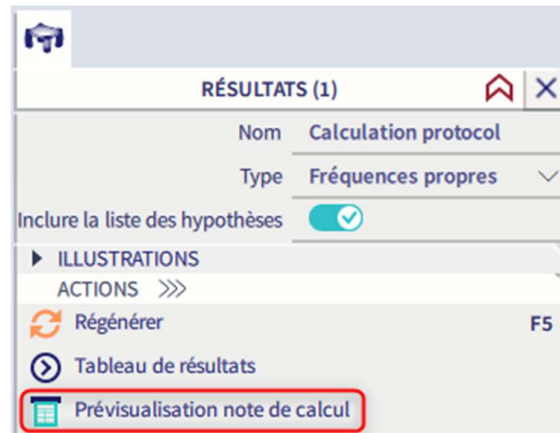 RÉSULTATS (1)
Nom Calculation protocol
Type Fréquences propres
Inclure la liste des hypothèses
ILLUSTRATIONS
ACTIONS >>>
Régénérer F5
Tableau de résultats
Prévisualisation note de calcul